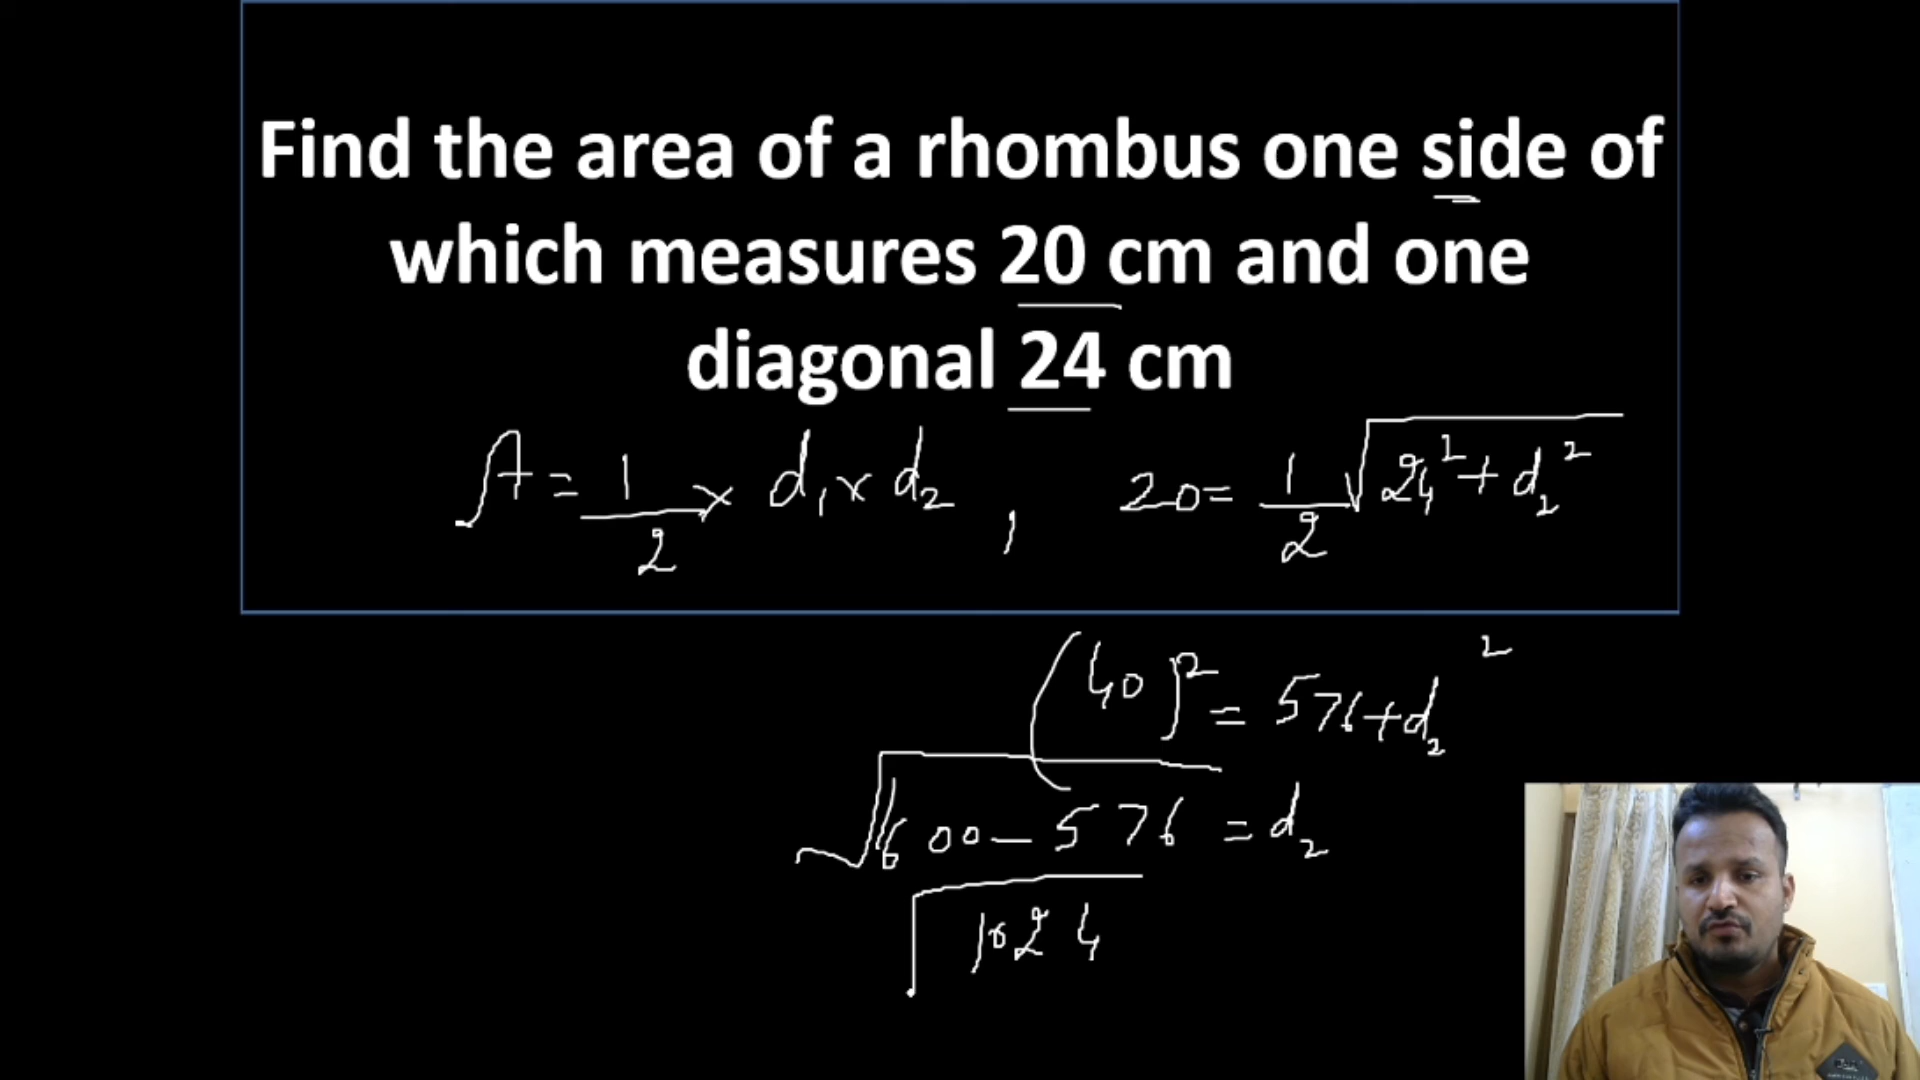 Find the area of a rhombus one side of
which measures 20 cm and one
diagonal 24 cm
A = 1/2 × d₁ × d₂ , 20 = 1/2 √(24² + d₂²)
(40)² = 576 + d₂²
√(1600 – 576) = d₂
√1024